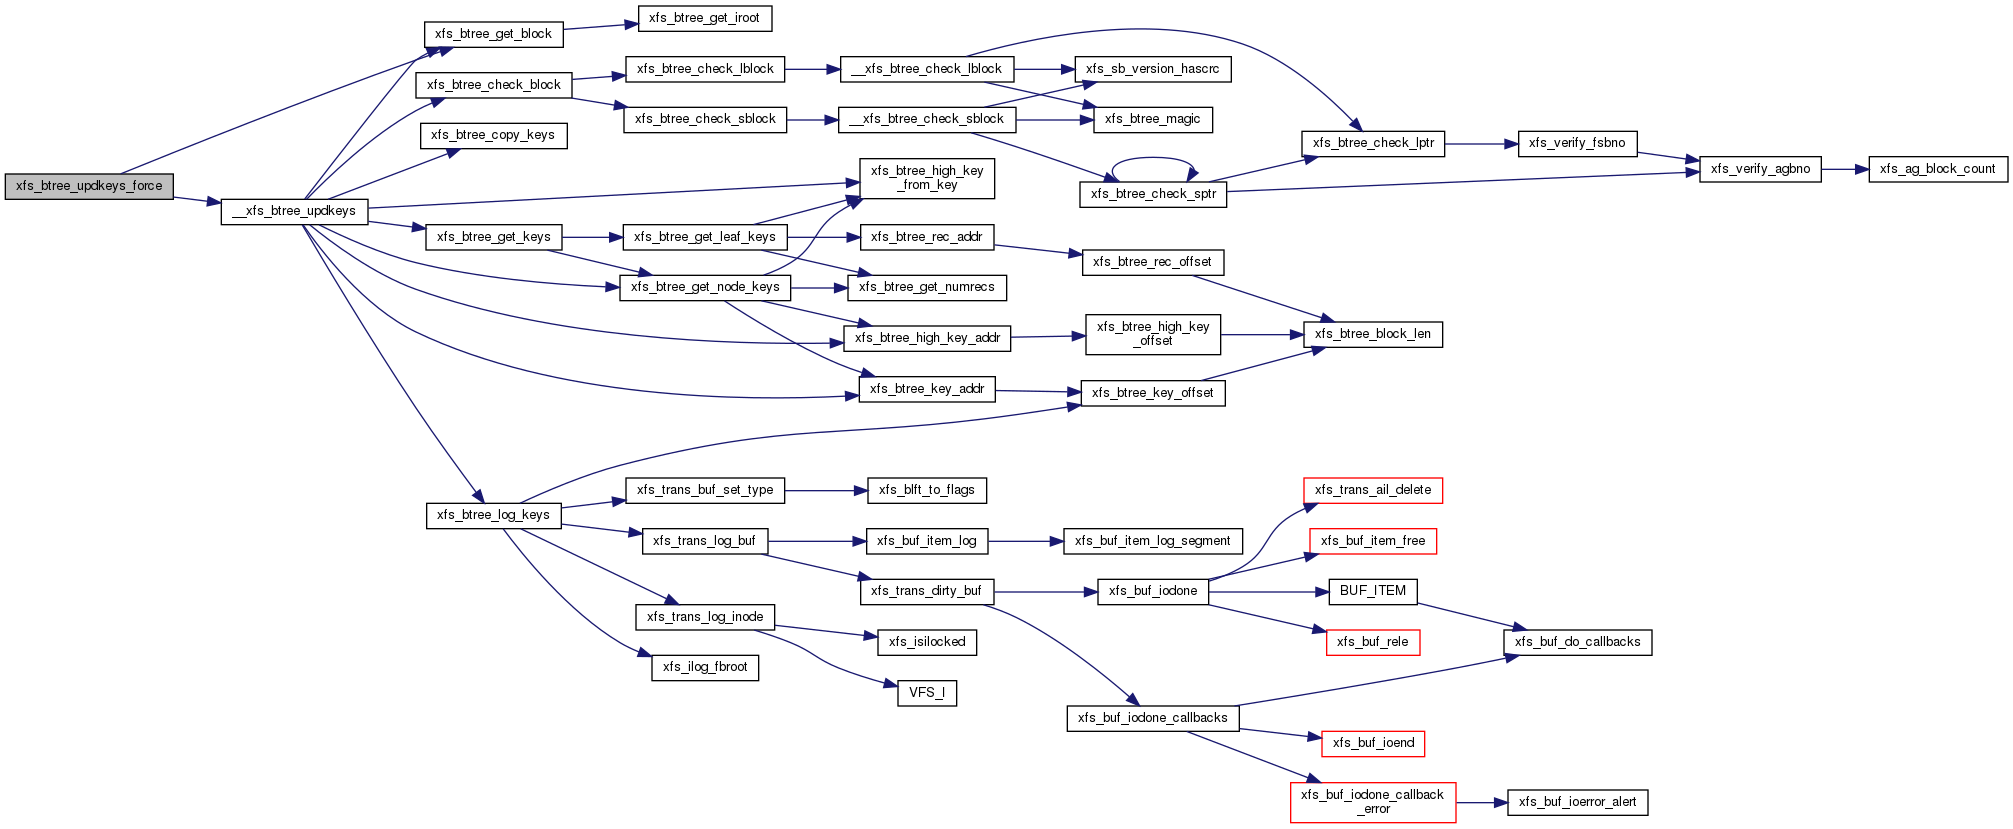 xfs_btree_updkeys_force
__xfs_btree_updkeys
xfs_btree_get_block
xfs_btree_check_block
xfs_btree_copy_keys
xfs_btree_get_keys
xfs_btree_log_keys
xfs_btree_get_iroot
xfs_btree_check_lblock
xfs_btree_check_sblock
xfs_btree_get_leaf_keys
xfs_btree_get_node_keys
xfs_trans_buf_set_type
xfs_trans_log_buf
xfs_trans_log_inode
xfs_ilog_fbroot
__xfs_btree_check_lblock
__xfs_btree_check_sblock
xfs_btree_high_key
_from_key
xfs_btree_rec_addr
xfs_btree_get_numrecs
xfs_btree_high_key_addr
xfs_btree_key_addr
xfs_blft_to_flags
xfs_buf_item_log
xfs_trans_dirty_buf
xfs_isilocked
VFS_I
xfs_sb_version_hascrc
xfs_btree_magic
xfs_btree_check_sptr
xfs_btree_rec_offset
xfs_btree_high_key
_offset
xfs_btree_key_offset
xfs_buf_item_log_segment
xfs_buf_iodone
xfs_buf_iodone_callbacks
xfs_btree_check_lptr
xfs_btree_block_len
xfs_trans_ail_delete
xfs_buf_item_free
BUF_ITEM
xfs_buf_rele
xfs_buf_ioend
xfs_buf_iodone_callback
_error
xfs_verify_fsbno
xfs_buf_do_callbacks
xfs_buf_ioerror_alert
xfs_verify_agbno
xfs_ag_block_count